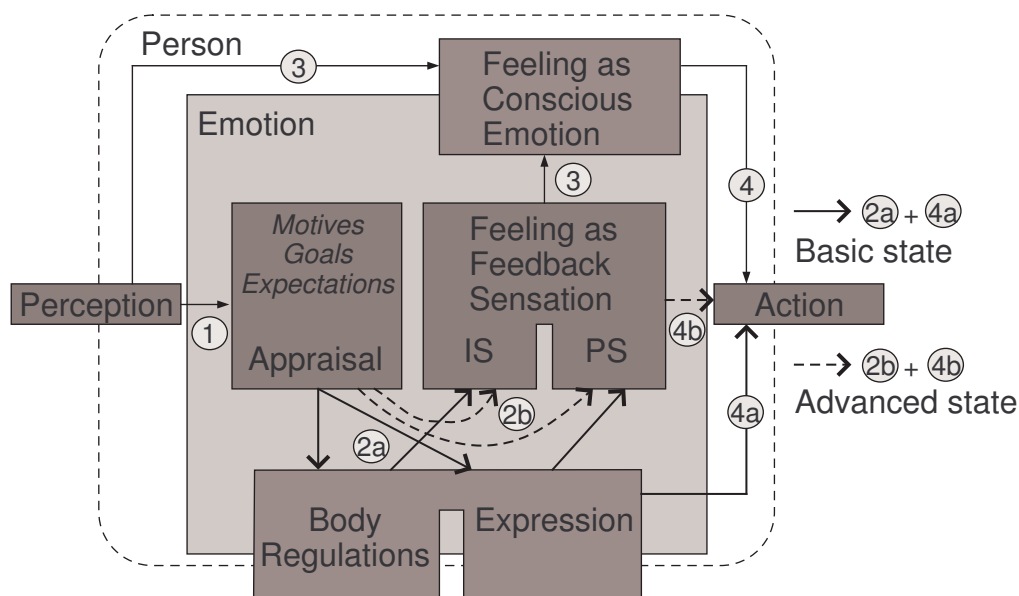 Person
3
Feeling as
Conscious
Emotion
Emotion
3
4
2a + 4a
Basic state
Motives
Goals
Expectations
Appraisal
Feeling as
Feedback
Sensation
IS
PS
Perception
1
4b
Action
2b + 4b
Advanced state
2a
2b
4a
Body
Regulations
Expression